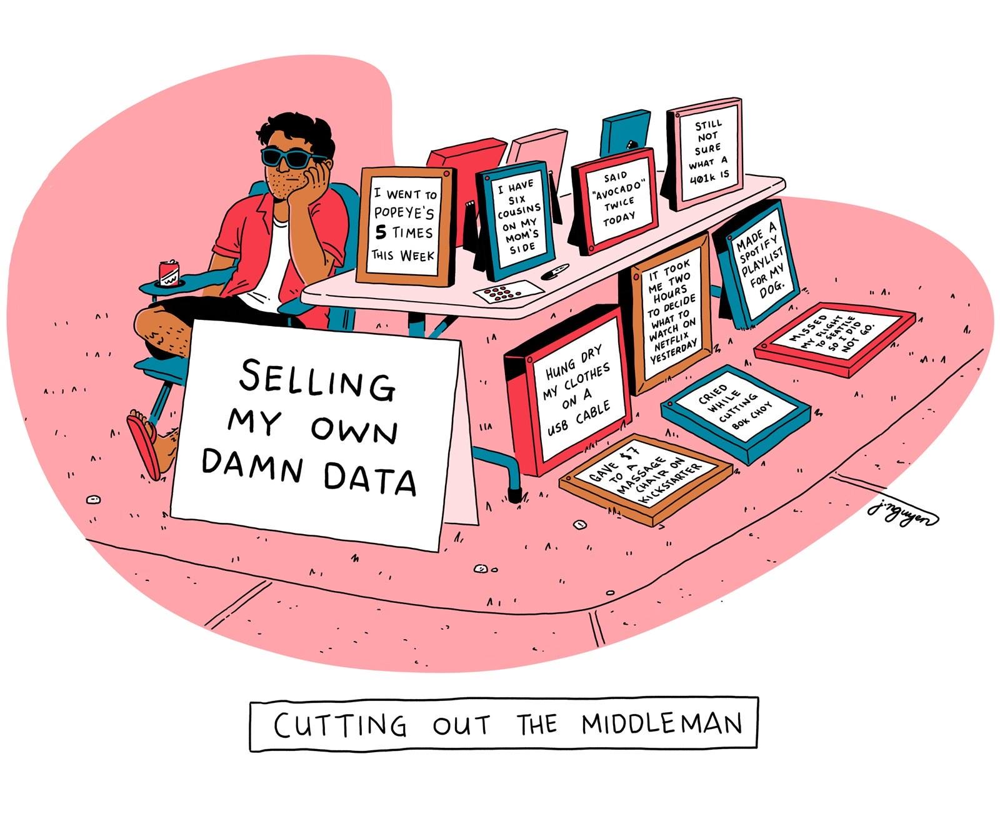 I WENT TO
POPEYE'S
5 TIMES
THIS WEEK
I HAVE
SIX
COUSINS
ON MY
MOM'S
SIDE
SAID
"AVOCADO"
TWICE
TODAY
STILL
NOT
SURE
WHAT A
401k IS
MADE A
SPOTIFY
PLAYLIST
FOR MY
DOG.
IT TOOK
ME TWO
HOURS
TO DECIDE
WHAT TO
WATCH ON
NETFLIX
YESTERDAY
HUNG DRY
MY CLOTHES
ON A
USB CABLE
MISSED
MY FLIGHT
TO SEATTLE
SO I DID
NOT GO.
CRIED
WHILE
CUTTING
BOK CHOY
GAVE $7
TO A
MASSAGE
CHAIR ON
KICKSTARTER
SELLING
MY OWN
DAMN DATA
j.nguyen
CUTTING OUT THE MIDDLEMAN